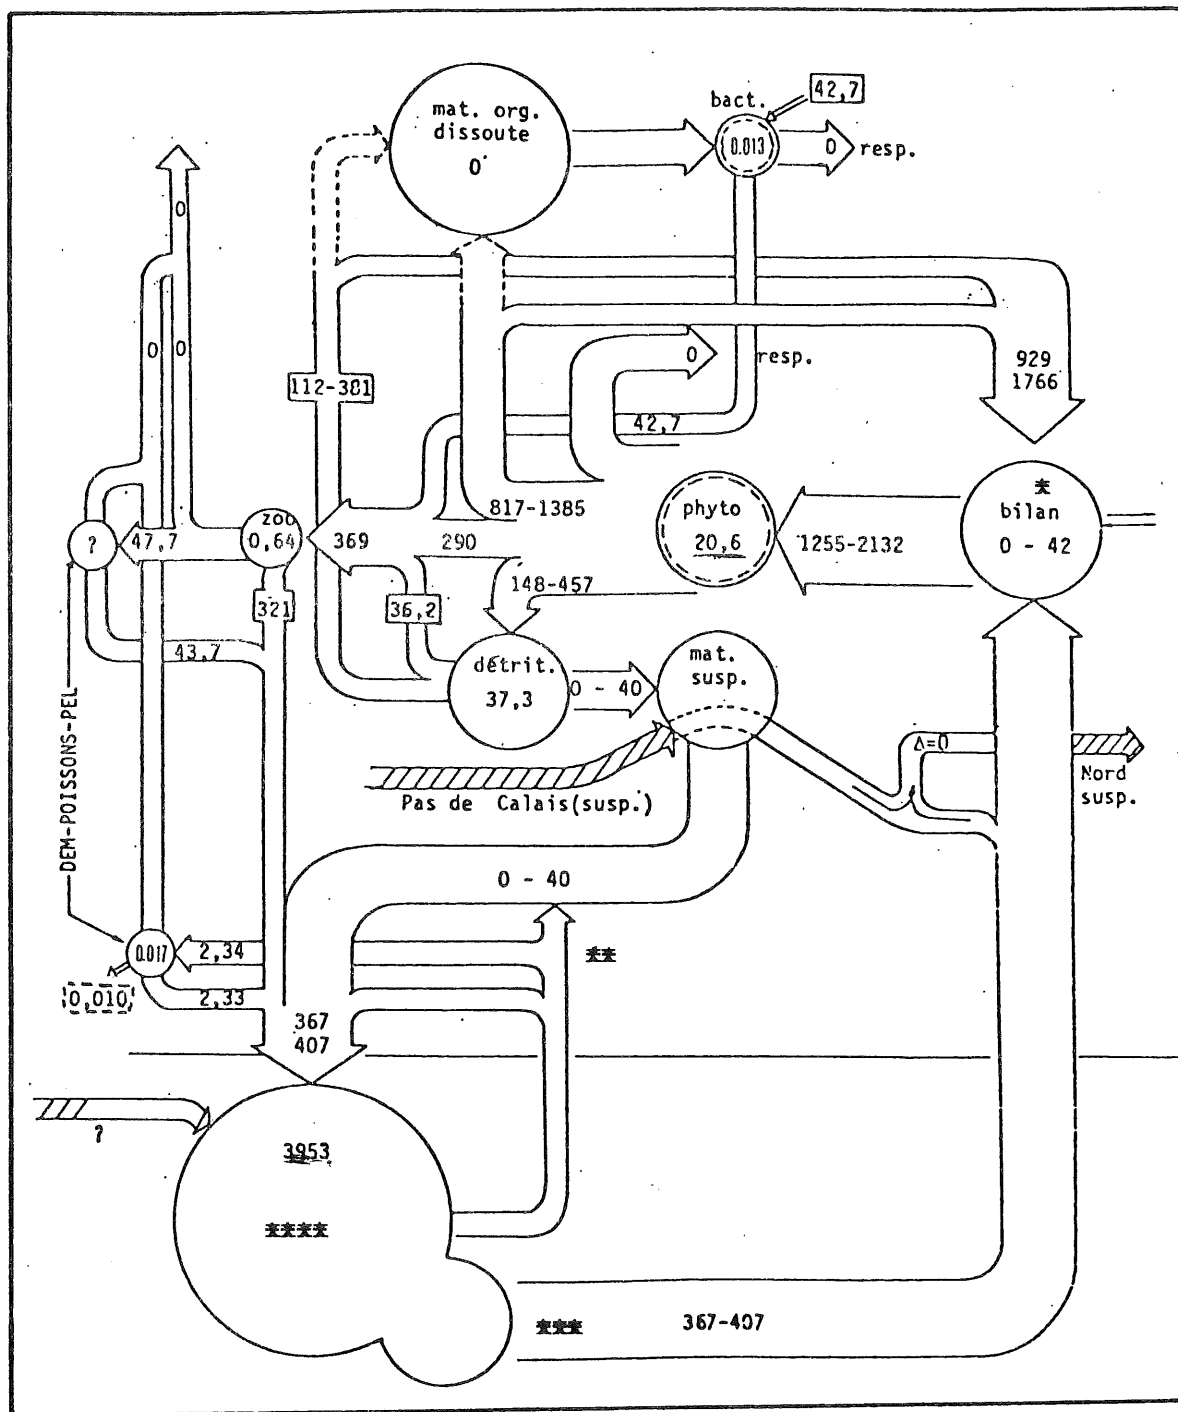 42,7
bact.
mat. org.
dissoute
0
0.013
0
resp.
0
0
0
0
resp.
929
1766
112-381
42,7
817-1385
zoo
0,64
?
47,7
369
290
phyto
20,6
1255-2132
*
bilan
0 - 42
148-457
321
36,2
43,7
détrit.
37,3
0 - 40
mat.
susp.
Δ=0
Nord
susp.
Pas de Calais(susp.)
DEM-POISSONS-PEL
0 - 40
0.017
2,34
**
0,010
2,33
367
407
?
3953
****
***
367-407